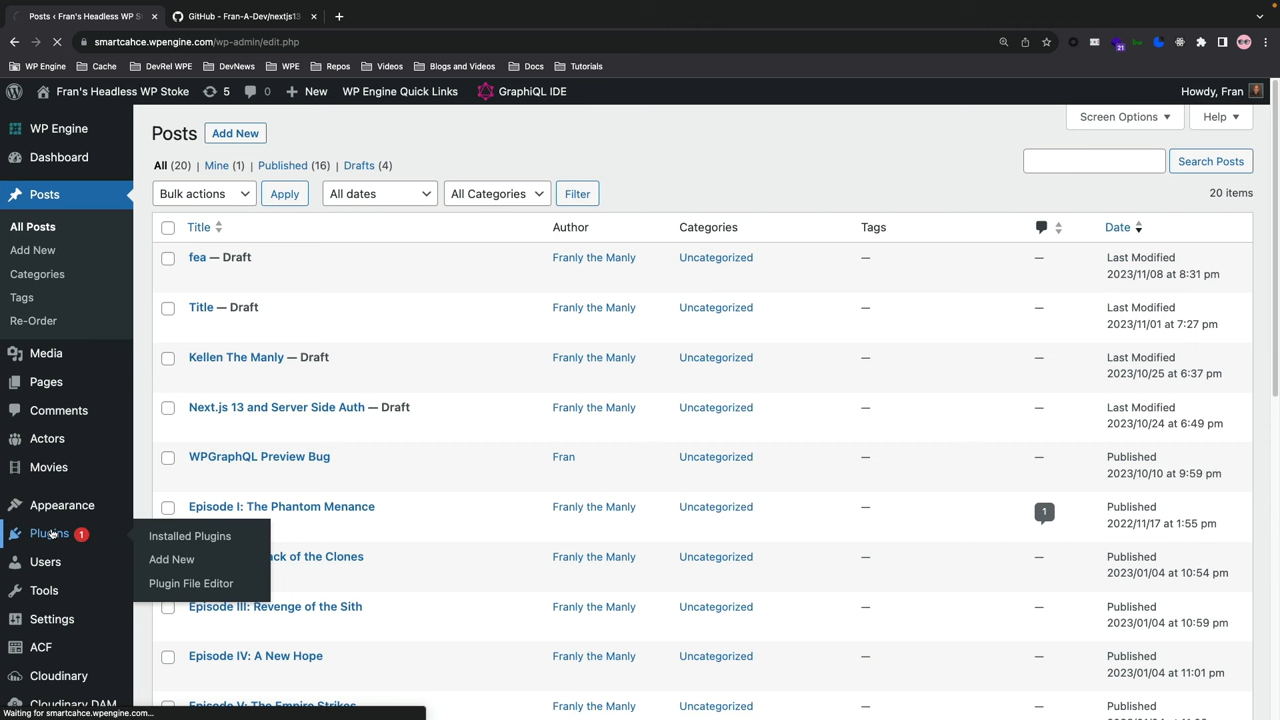 Posts ‹ Fran's Headless WP S × GitHub - Fran-A-Dev/nextjs13 × +
smartcahce.wpengine.com/wp-admin/edit.php
WP Engine Cache DevRel WPE DevNews WPE Repos Videos Blogs and Videos Docs Tutorials
Fran's Headless WP Stoke 5 0 New WP Engine Quick Links GraphiQL IDE Howdy, Fran
WP Engine
Dashboard
Posts
All Posts
Add New
Categories
Tags
Re-Order
Media
Pages
Comments
Actors
Movies
Appearance
Plugins 1
Installed Plugins
Add New
Plugin File Editor
Users
Tools
Settings
ACF
Cloudinary
Cloudinary DAM
Screen Options ▼ Help ▼
Posts Add New
All (20) | Mine (1) | Published (16) | Drafts (4)
Search Posts
Bulk actions Apply All dates All Categories Filter 20 items
Title Author Categories Tags Date
fea — Draft Franly the Manly Uncategorized — — Last Modified
2023/11/08 at 8:31 pm
Title — Draft Franly the Manly Uncategorized — — Last Modified
2023/11/01 at 7:27 pm
Kellen The Manly — Draft Franly the Manly Uncategorized — — Last Modified
2023/10/25 at 6:37 pm
Next.js 13 and Server Side Auth — Draft Franly the Manly Uncategorized — — Last Modified
2023/10/24 at 6:49 pm
WPGraphQL Preview Bug Fran Uncategorized — — Published
2023/10/10 at 9:59 pm
Episode I: The Phantom Menance Franly the Manly Uncategorized — 1 Published
2022/11/17 at 1:55 pm
of the Clones Franly the Manly Uncategorized — — Published
2023/01/04 at 10:54 pm
Episode III: Revenge of the Sith Franly the Manly Uncategorized — — Published
2023/01/04 at 10:59 pm
Episode IV: A New Hope Franly the Manly Uncategorized — — Published
2023/01/04 at 11:01 pm
Episode V: The Empire Strikes Franly the Manly Uncategorized — — Published
Waiting for smartcahce.wpengine.com...